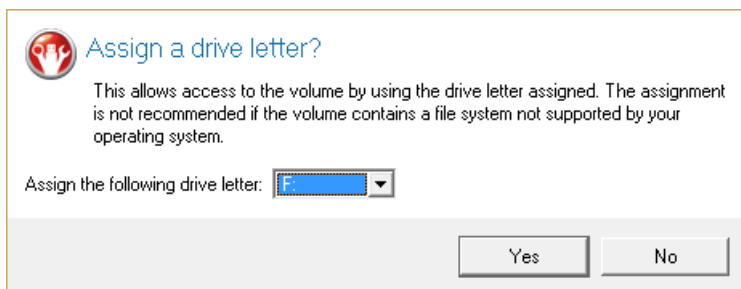 Assign a drive letter?
This allows access to the volume by using the drive letter assigned. The assignment
is not recommended if the volume contains a file system not supported by your
operating system.
Assign the following drive letter: F:
Yes No